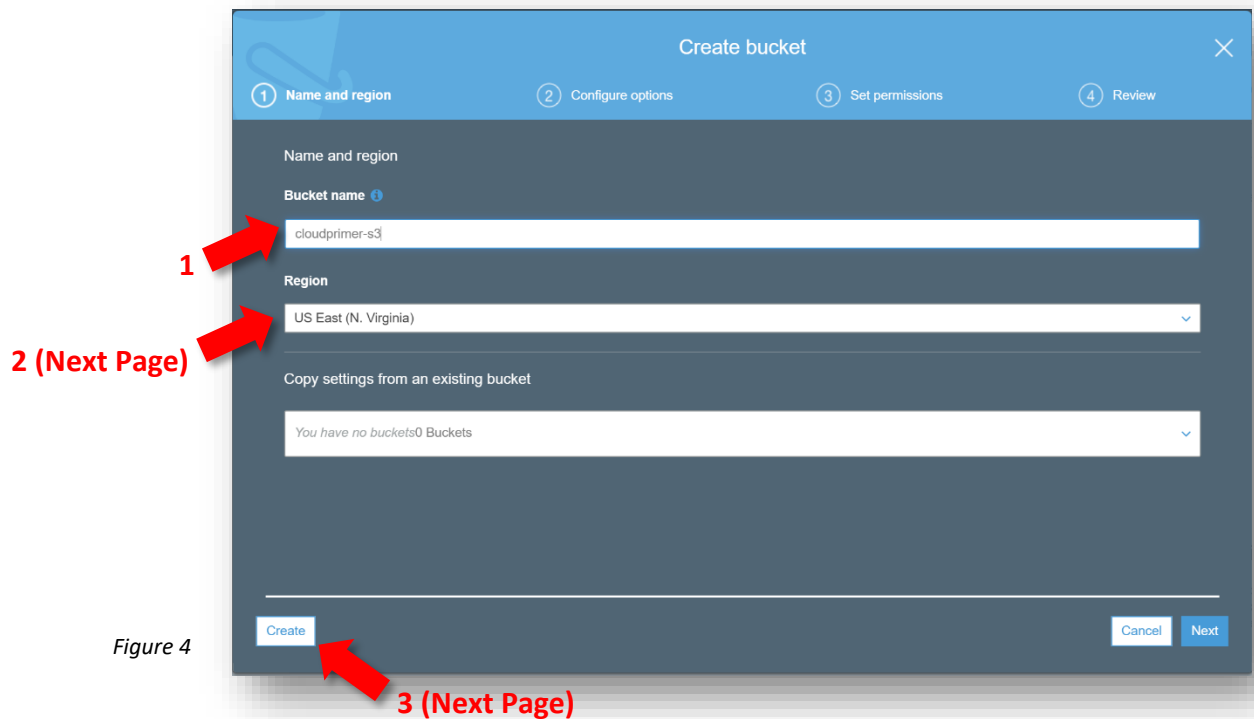 Create bucket
1 Name and region 2 Configure options 3 Set permissions 4 Review
Name and region
Bucket name
cloudprimer-s3
1
Region
US East (N. Virginia)
2 (Next Page)
Copy settings from an existing bucket
You have no buckets0 Buckets
Create Cancel Next
Figure 4
3 (Next Page)